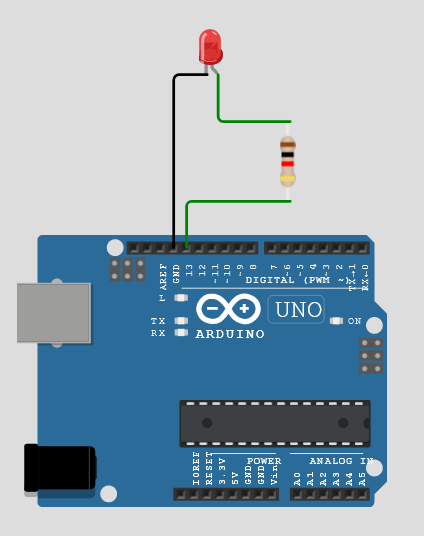 AREF
GND
13
12
~11
~10
~9
8
7
~6
~5
4
~3
2
TX→1
RX←0
DIGITAL (PWM ~)
L
TX
RX
UNO
ON
ARDUINO
IOREF
RESET
3.3V
5V
GND
GND
Vin
POWER
ANALOG IN
A0
A1
A2
A3
A4
A5